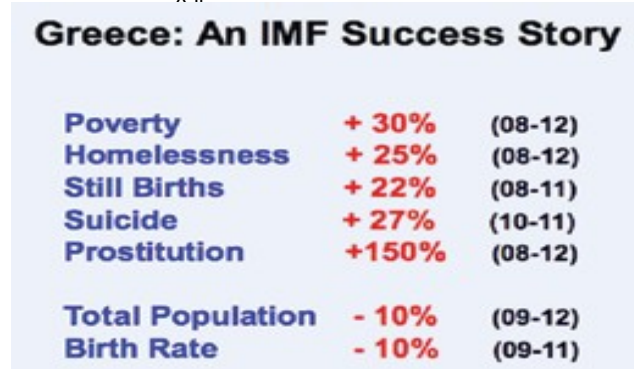 Greece: An IMF Success Story
Poverty + 30% (08-12)
Homelessness + 25% (08-12)
Still Births + 22% (08-11)
Suicide + 27% (10-11)
Prostitution +150% (08-12)
Total Population - 10% (09-12)
Birth Rate - 10% (09-11)